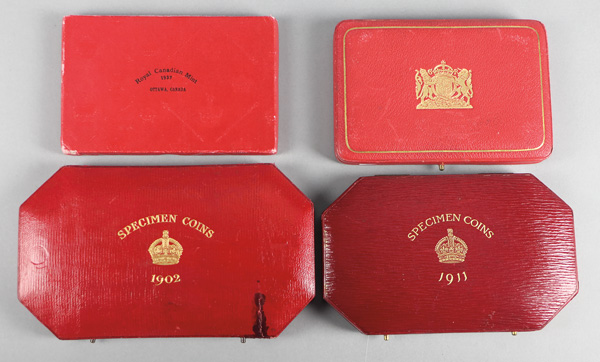 Royal Canadian Mint
OTTAWA, CANADA
SPECIMEN COINS
1902
SPECIMEN COINS
1911